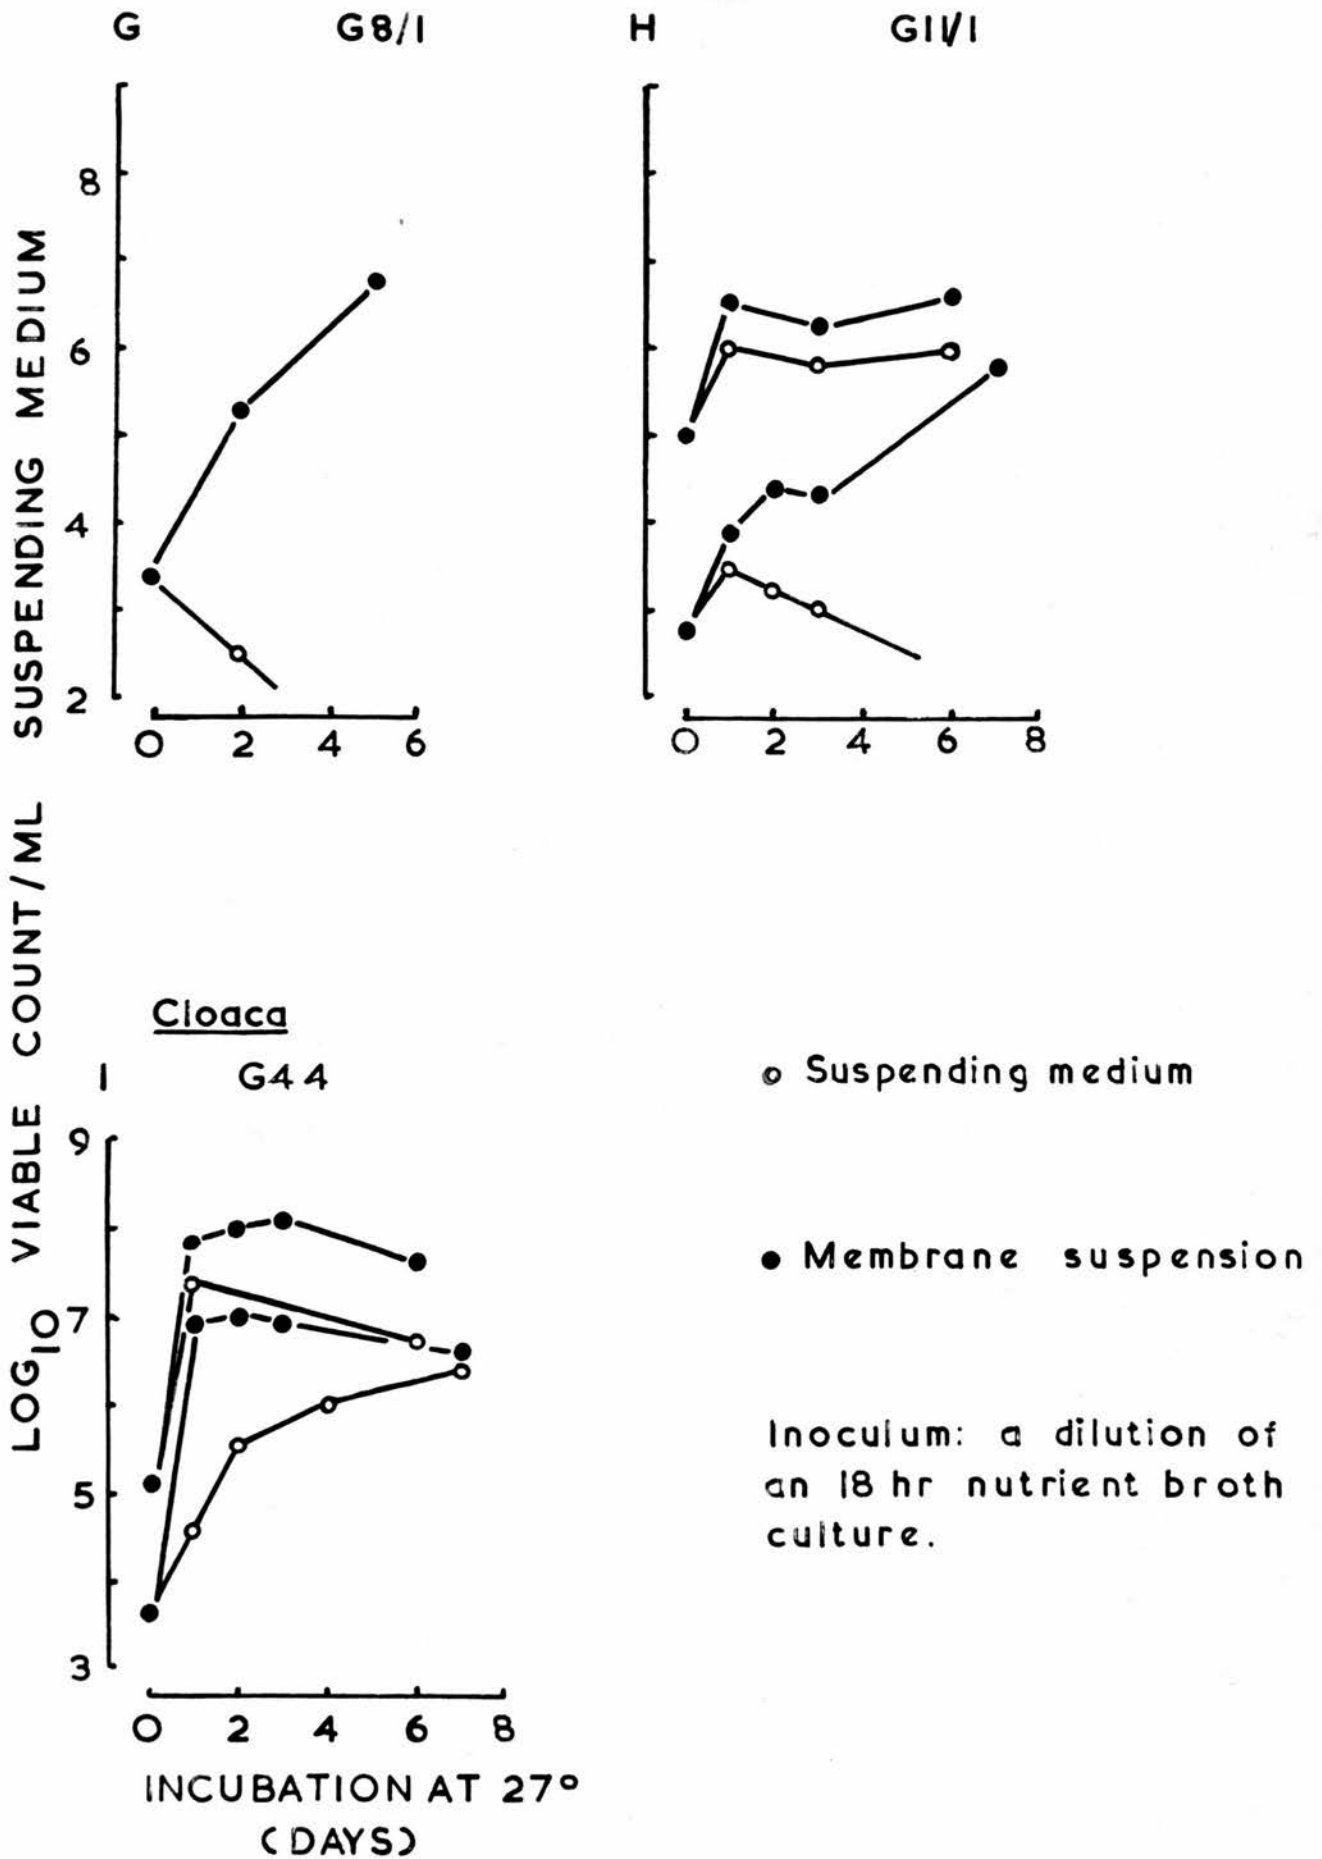 G G8/1
H G11/1
LOG10 VIABLE COUNT/ML SUSPENDING MEDIUM
8
6
4
2
0 2 4 6
0 2 4 6 8
Cloaca
I G44
9
7
5
3
0 2 4 6 8
INCUBATION AT 27°
(DAYS)
Suspending medium
Membrane suspension
Inoculum: a dilution of
an 18 hr nutrient broth
culture.